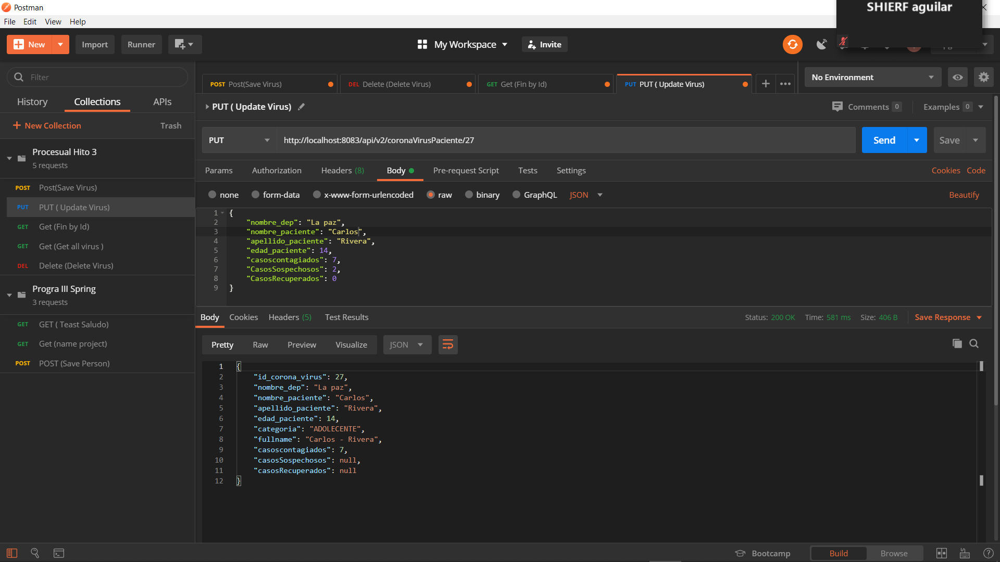 Postman
SHIERF aguilar
File Edit View Help
New Import Runner My Workspace Invite
Filter
History Collections APIs
New Collection Trash
Procesual Hito 3
5 requests
POST Post(Save Virus)
PUT PUT ( Update Virus)
GET Get (Fin by Id)
GET Get (Get all virus )
DEL Delete (Delete Virus)
Progra III Spring
3 requests
GET GET ( Teast Saludo)
GET Get (name project)
POST POST (Save Person)
POST Post(Save Virus) DEL Delete (Delete Virus) GET Get (Fin by Id) PUT PUT ( Update Virus) No Environment
PUT ( Update Virus) Comments 0 Examples 0
PUT http://localhost:8083/api/v2/coronaVirusPaciente/27 Send Save
Params Authorization Headers (8) Body Pre-request Script Tests Settings Cookies Code
none form-data x-www-form-urlencoded raw binary GraphQL JSON Beautify
1 {
2 "nombre_dep": "La paz",
3 "nombre_paciente": "Carlos",
4 "apellido_paciente": "Rivera",
5 "edad_paciente": 14,
6 "casoscontagiados": 7,
7 "CasosSospechosos": 2,
8 "CasosRecuperados": 0
9 }
Body Cookies Headers (5) Test Results Status: 200 OK Time: 581 ms Size: 406 B Save Response
Pretty Raw Preview Visualize JSON
1 {
2 "id_corona_virus": 27,
3 "nombre_dep": "La paz",
4 "nombre_paciente": "Carlos",
5 "apellido_paciente": "Rivera",
6 "edad_paciente": 14,
7 "categoria": "ADOLECENTE",
8 "fullname": "Carlos - Rivera",
9 "casoscontagiados": 7,
10 "casosSospechosos": null,
11 "casosRecuperados": null
12 }
Bootcamp Build Browse